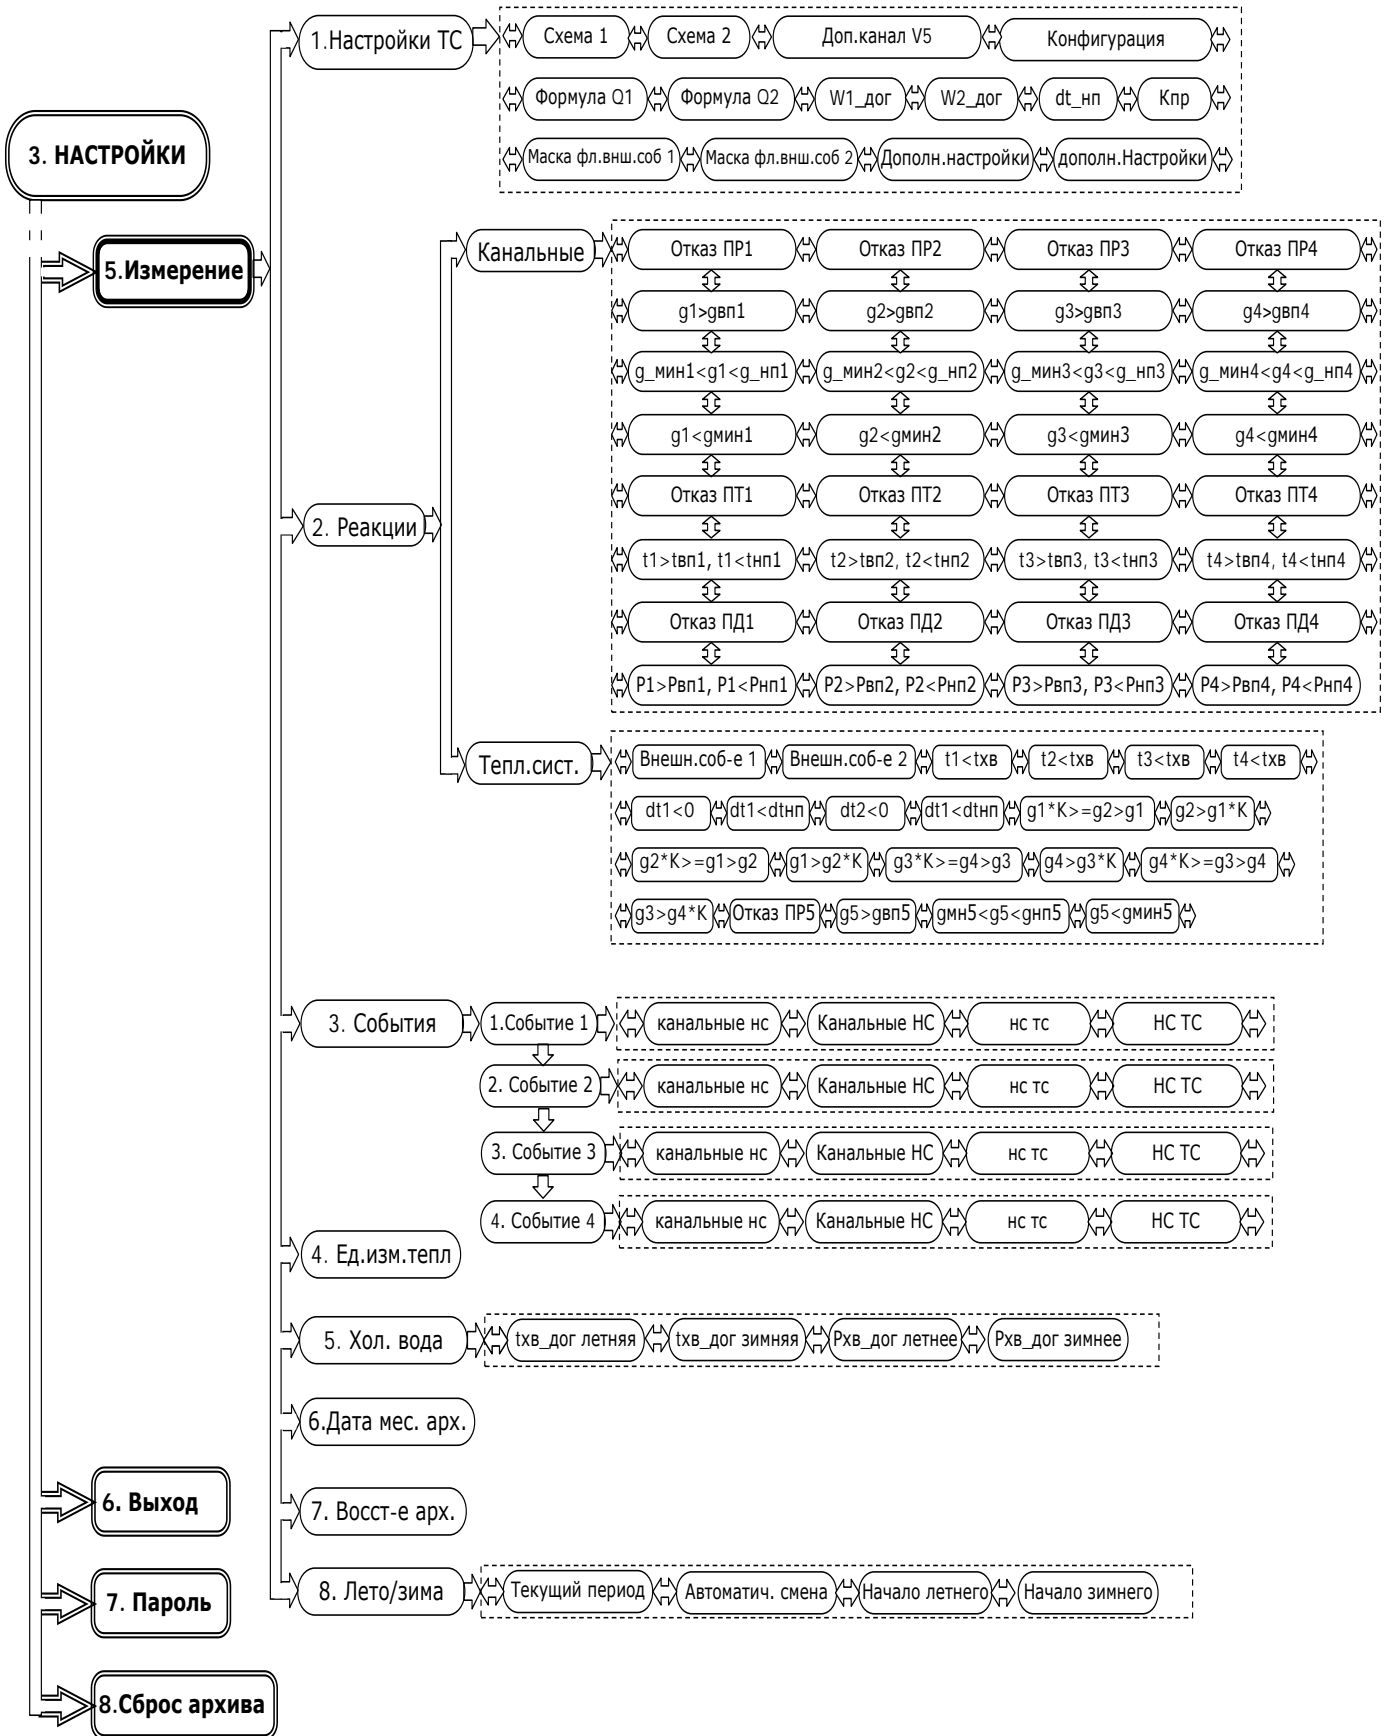 1.Настройки ТС
Схема 1 Схема 2 Доп.канал V5 Конфигурация
Формула Q1 Формула Q2 W1_дог W2_дог dt_нп Кпр
Маска фл.внш.соб 1 Маска фл.внш.соб 2 Дополн.настройки дополн.Настройки
3. НАСТРОЙКИ
5.Измерение
Канальные
Отказ ПР1 Отказ ПР2 Отказ ПР3 Отказ ПР4
g1>gвп1 g2>gвп2 g3>gвп3 g4>gвп4
g_мин1<g1<g_нп1 g_мин2<g2<g_нп2 g_мин3<g3<g_нп3 g_мин4<g4<g_нп4
g1<gмин1 g2<gмин2 g3<gмин3 g4<gмин4
Отказ ПТ1 Отказ ПТ2 Отказ ПТ3 Отказ ПТ4
2. Реакции
t1>tвп1, t1<tнп1 t2>tвп2, t2<tнп2 t3>tвп3, t3<tнп3 t4>tвп4, t4<tнп4
Отказ ПД1 Отказ ПД2 Отказ ПД3 Отказ ПД4
P1>Pвп1, P1<Pнп1 P2>Pвп2, P2<Pнп2 P3>Pвп3, P3<Pнп3 P4>Pвп4, P4<Pнп4
Тепл.сист.
Внешн.соб-е 1 Внешн.соб-е 2 t1<tхв t2<tхв t3<tхв t4<tхв
dt1<0 dt1<dtнп dt2<0 dt1<dtнп g1*K>=g2>g1 g2>g1*K
g2*K>=g1>g2 g1>g2*K g3*K>=g4>g3 g4>g3*K g4*K>=g3>g4
g3>g4*K Отказ ПР5 g5>gвп5 gмн5<g5<gнп5 g5<gмин5
3. События 1.Событие 1 канальные нс Канальные НС нс тс НС ТС
2. Событие 2 канальные нс Канальные НС нс тс НС ТС
3. Событие 3 канальные нс Канальные НС нс тс НС ТС
4. Событие 4 канальные нс Канальные НС нс тс НС ТС
4. Ед.изм.тепл
5. Хол. вода tхв_дог летняя tхв_дог зимняя Рхв_дог летнее Рхв_дог зимнее
6.Дата мес. арх.
6. Выход
7. Восст-е арх.
8. Лето/зима Текущий период Автоматич. смена Начало летнего Начало зимнего
7. Пароль
8.Сброс архива